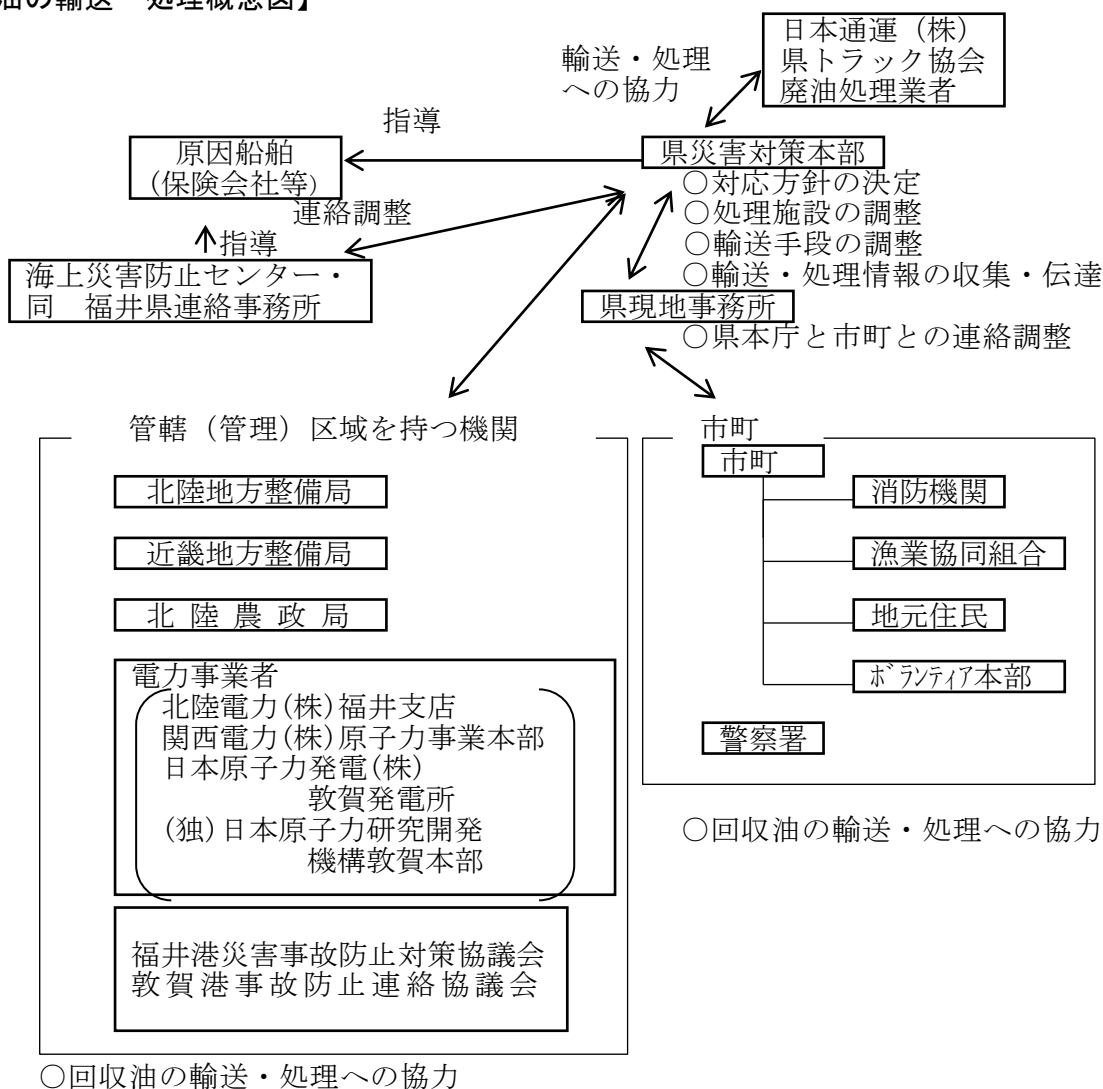 油の輸送 処理概念図】
日本通運（株）
県トラック協会
廃油処理業者
輸送・処理
への協力
指導
原因船舶
(保険会社等)
県災害対策本部
○対応方針の決定
○処理施設の調整
○輸送手段の調整
○輸送・処理情報の収集・伝達
連絡調整
指導
海上災害防止センター・
同　福井県連絡事務所
県現地事務所
○県本庁と市町との連絡調整
管轄（管理）区域を持つ機関
北陸地方整備局
近畿地方整備局
北 陸 農 政 局
電力事業者
北陸電力(株)福井支店
関西電力(株)原子力事業本部
日本原子力発電(株)
敦賀発電所
(独)日本原子力研究開発
機構敦賀本部
福井港災害事故防止対策協議会
敦賀港事故防止連絡協議会
○回収油の輸送・処理への協力
市町
市町
消防機関
漁業協同組合
地元住民
ﾎﾞﾗﾝﾃｨｱ本部
警察署
○回収油の輸送・処理への協力